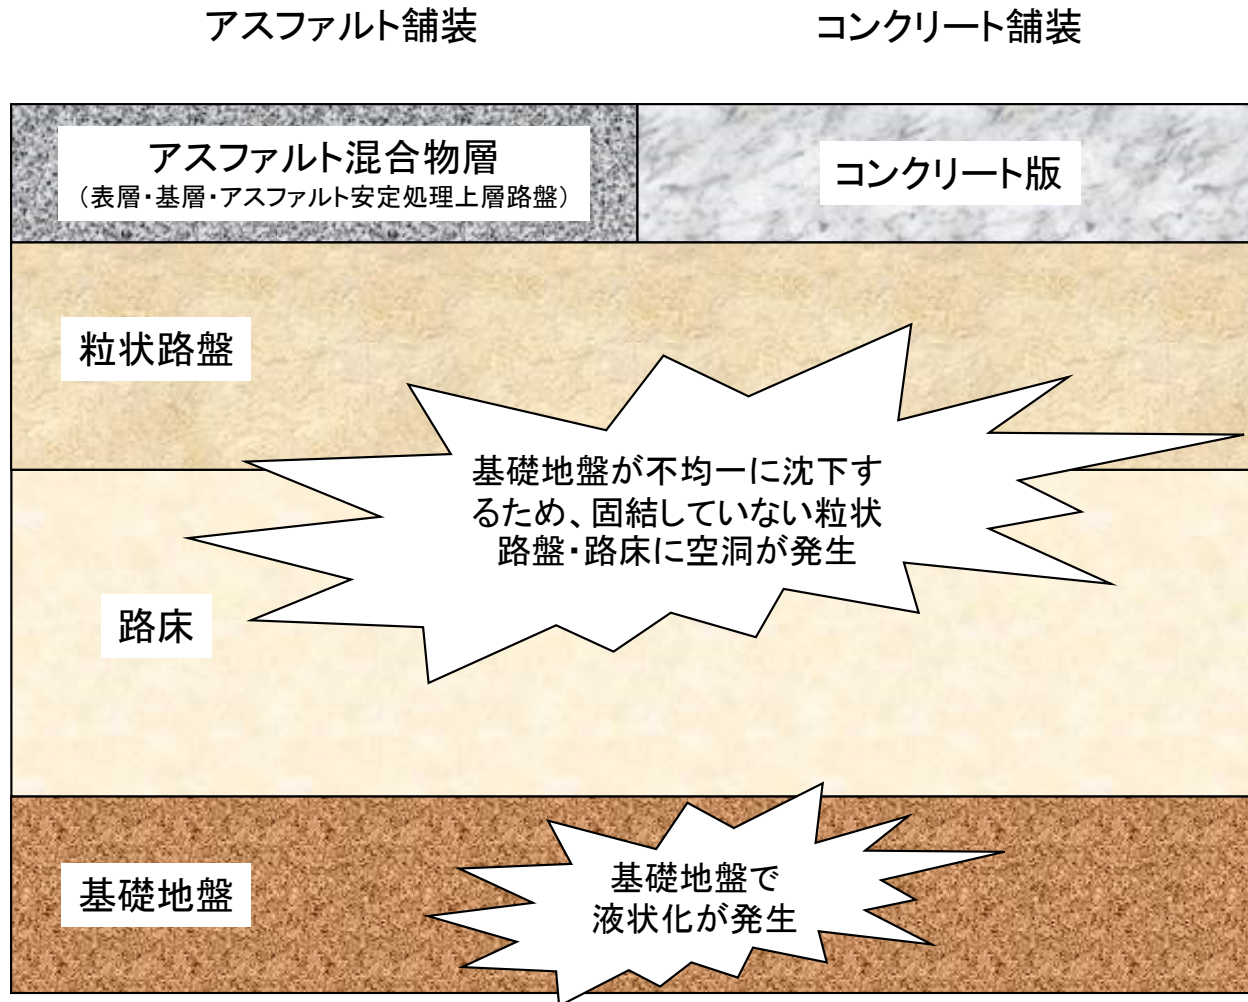 アスファルト舗装
コンクリート舗装
アスファルト混合物層
（表層・基層・アスファルト安定処理上層路盤）
コンクリート版
粒状路盤
基礎地盤が不均一に沈下す
るため、固結していない粒状
路盤・路床に空洞が発生
路床
基礎地盤
基礎地盤で
液状化が発生